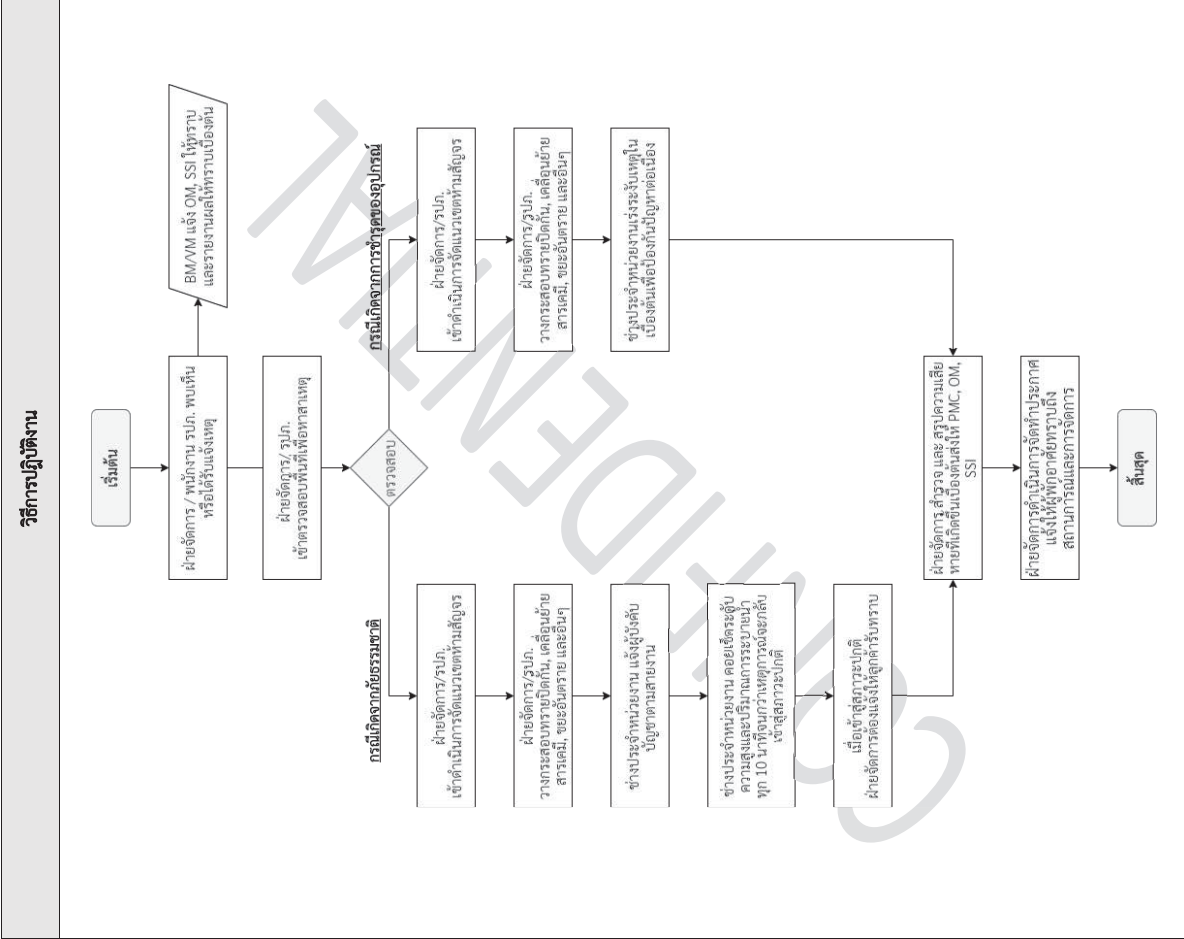 วิธีการปฏิบัติงาน
เริ่มต้น
ฝ่ายจัดการ / พนักงาน รปภ. พบเห็น
หรือได้รับแจ้งเหตุ
BM/VM แจ้ง OM, SSI ให้ทราบ
และรายงานผลให้ทราบเบื้องต้น
ฝ่ายจัดการ/ รปภ.
เข้าตรวจสอบพื้นที่เพื่อหาสาเหตุ
ตรวจสอบ
กรณีเกิดจากภัยธรรมชาติ
ฝ่ายจัดการ/รปภ.
เข้าดำเนินการจัดแนวเขตห้ามสัญจร
ฝ่ายจัดการ/รปภ.
วางกระสอบทรายปิดกั้น, เคลื่อนย้าย
สารเคมี, ขยะอันตราย และอื่นๆ
ช่างประจำหน่วยงาน แจ้งผู้บังคับ
บัญชาตามสายงาน
ช่างประจำหน่วยงาน คอยเช็คระดับ
ความสูงและปริมาณการระบายน้ำ
ทุก 10 นาทีจนกว่าเหตุการณ์จะกลับ
เข้าสู่สภาวะปกติ
เมื่อเข้าสู่สภาวะปกติ
ฝ่ายจัดการต้องแจ้งให้ลูกค้ารับทราบ
กรณีเกิดจากการชำรุดของอุปกรณ์
ฝ่ายจัดการ/รปภ.
เข้าดำเนินการจัดแนวเขตห้ามสัญจร
ฝ่ายจัดการ/รปภ.
วางกระสอบทรายปิดกั้น, เคลื่อนย้าย
สารเคมี, ขยะอันตราย และอื่นๆ
ช่างประจำหน่วยงานเร่งระงับเหตุใน
เบื้องต้นเพื่อป้องกันปัญหาต่อเนื่อง
ฝ่ายจัดการ สำรวจ และ สรุปความเสีย
หายที่เกิดขึ้นเบื้องต้นส่งให้ PMC, OM,
SSI
ฝ่ายจัดการดำเนินการจัดทำประกาศ
แจ้งให้ผู้พักอาศัยทราบถึง
สถานการณ์และการจัดการ
สิ้นสุด
CONFIDENTIAL